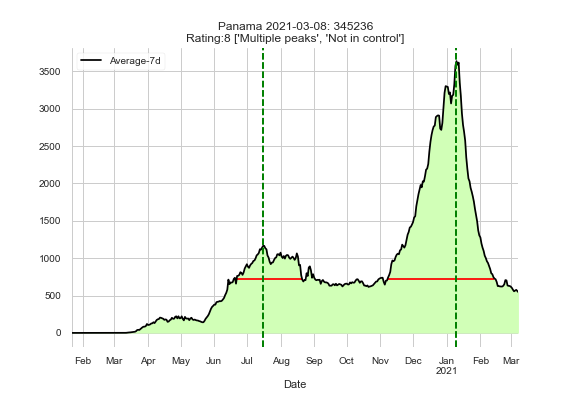 Panama 2021-03-08: 345236
Rating:8 ['Multiple peaks', 'Not in control']
Average-7d
3500
3000
2500
2000
1500
1000
500
0
Feb Mar Apr May Jun Jul Aug Sep Oct Nov Dec Jan Feb Mar
2021
Date